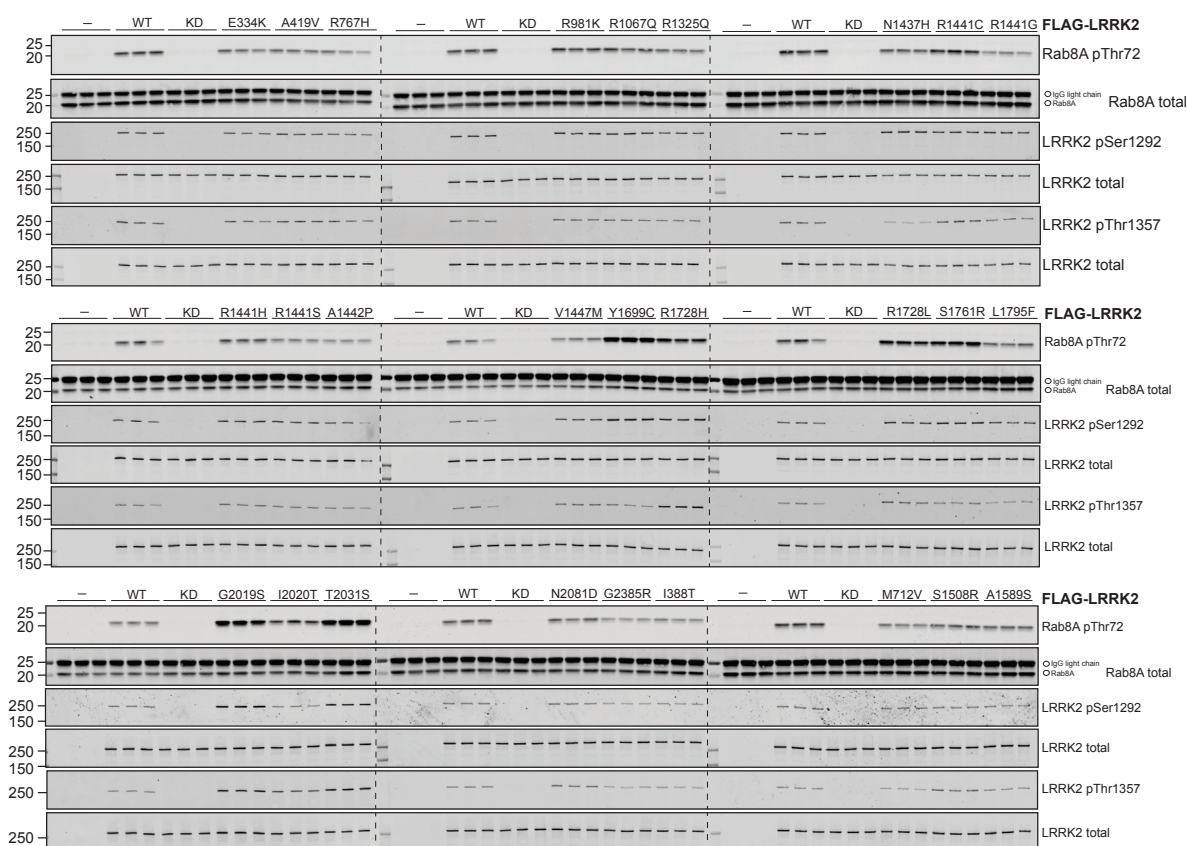 – WT KD E334K A419V R767H – WT KD R981K R1067Q R1325Q – WT KD N1437H R1441C R1441G FLAG-LRRK2
25
20
Rab8A pThr72
25
20
IgG light chain
Rab8A
Rab8A total
250
150
LRRK2 pSer1292
250
150
LRRK2 total
250
150
LRRK2 pThr1357
250
150
LRRK2 total
– WT KD R1441H R1441S A1442P – WT KD V1447M Y1699C R1728H – WT KD R1728L S1761R L1795F FLAG-LRRK2
25
20
Rab8A pThr72
25
20
IgG light chain
Rab8A
Rab8A total
250
150
LRRK2 pSer1292
250
150
LRRK2 total
250
150
LRRK2 pThr1357
250
150
LRRK2 total
– WT KD G2019S I2020T T2031S – WT KD N2081D G2385R I388T – WT KD M712V S1508R A1589S FLAG-LRRK2
25
20
Rab8A pThr72
25
20
IgG light chain
Rab8A
Rab8A total
250
150
LRRK2 pSer1292
250
150
LRRK2 total
250
LRRK2 pThr1357
250
LRRK2 total